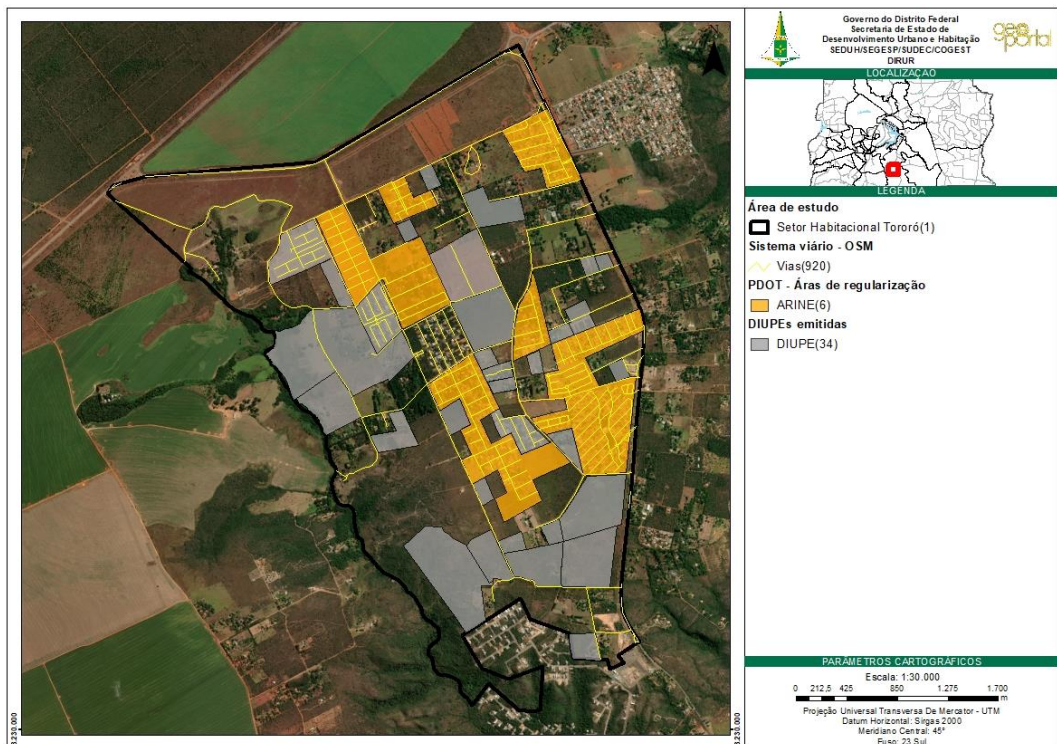 Governo do Distrito Federal
Secretaria de Estado de
Desenvolvimento Urbano e Habitação
SEDUH/SEGESP/SUDEC/COGEST
DIRUR
geo
portal
LOCALIZAÇÃO
LEGENDA
Área de estudo
Setor Habitacional Tororó(1)
Sistema viário - OSM
Vias(920)
PDOT - Áras de regularização
ARINE(6)
DIUPEs emitidas
DIUPE(34)
PARÂMETROS CARTOGRÁFICOS
Escala: 1:30.000
0 212,5 425 850 1.275 1.700
m
Projeção Universal Transversa De Mercator - UTM
Datum Horizontal: Sirgas 2000
Meridiano Central: 45º
Fuso: 23 Sul